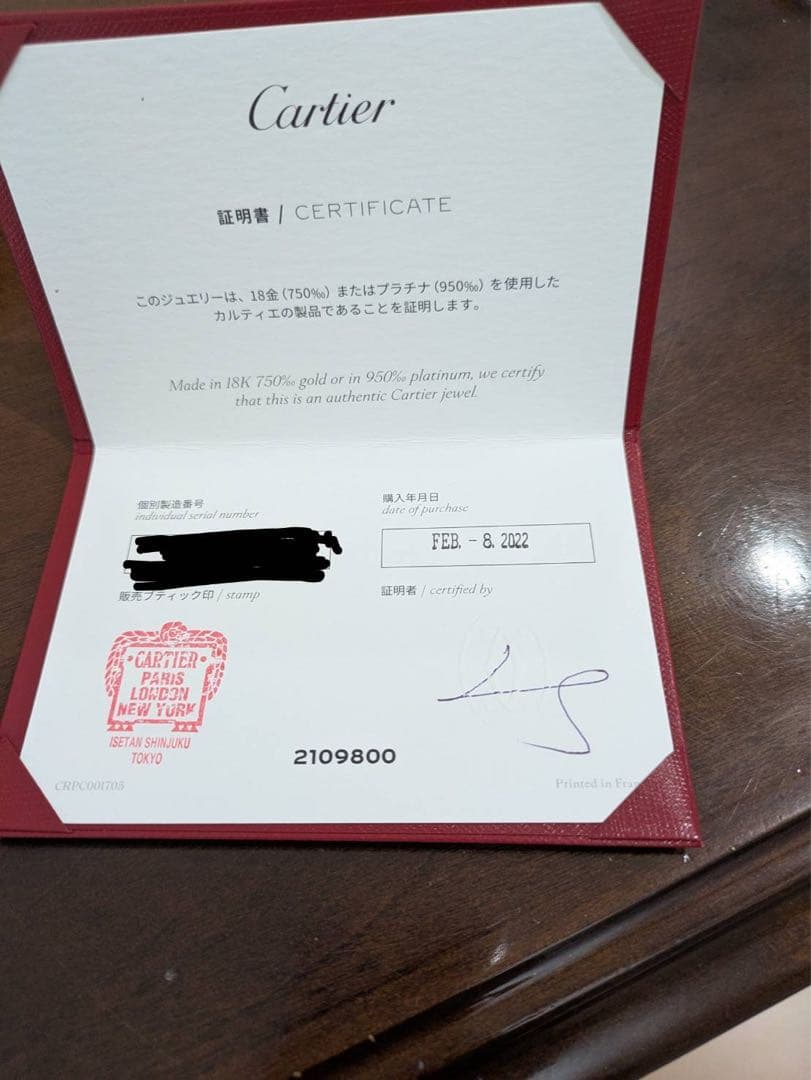 Cartier
証明書 / CERTIFICATE
このジュエリーは、18金 (750‰) またはプラチナ (950‰) を使用した
カルティエの製品であることを証明します。
Made in 18K 750‰ gold or in 950‰ platinum, we certify
that this is an authentic Cartier jewel.
個別製造番号
individual serial number
購入年月日
date of purchase
FEB. - 8. 2022
販売ブティック印 / stamp
証明者 / certified by
CARTIER
PARIS
LONDON
NEW YORK
ISETAN SHINJUKU
TOKYO
2109800
CRPC001705
Printed in Fran